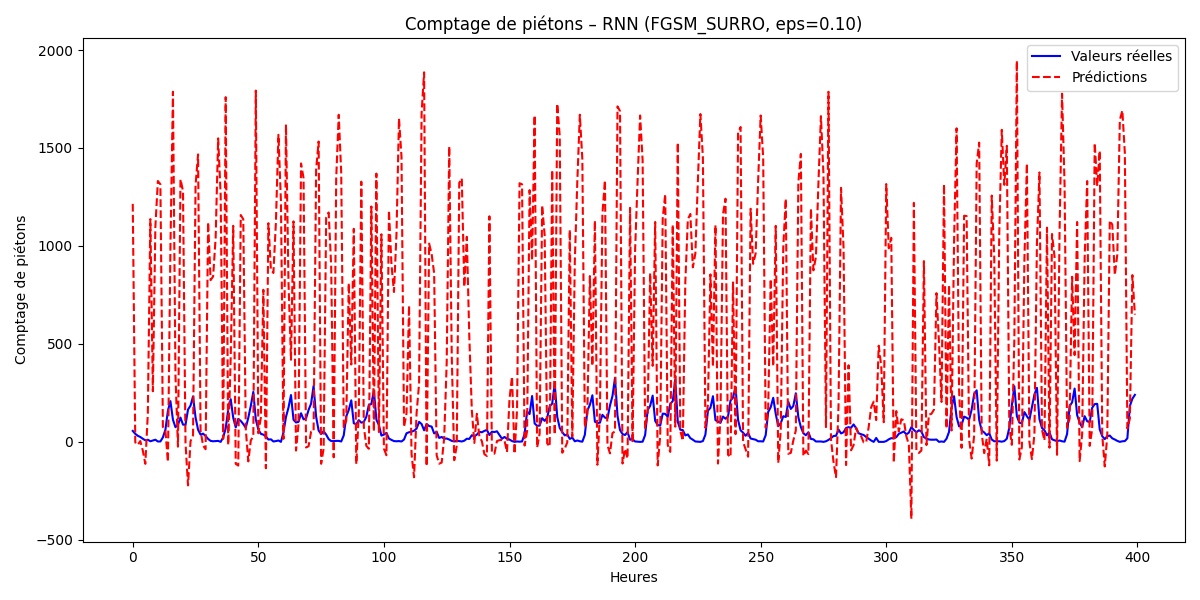 Comptage de piétons – RNN (FGSM_SURRO, eps=0.10)
Valeurs réelles
Prédictions
Comptage de piétons
2000
1500
1000
500
0
−500
0 50 100 150 200 250 300 350 400
Heures